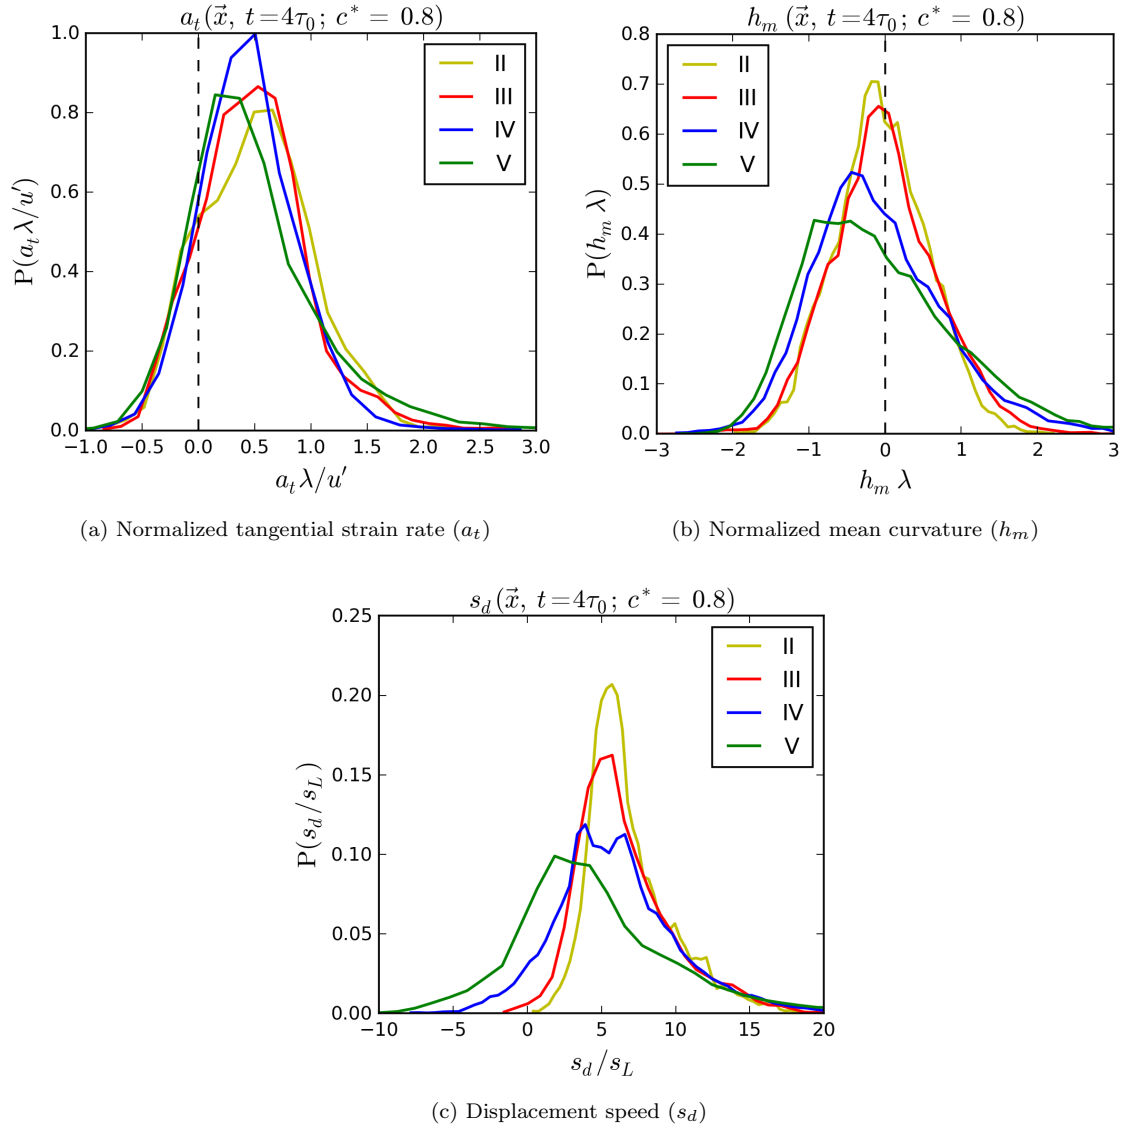 a_t(x⃗, t=4τ_0; c* = 0.8)
1.0
0.8
0.6
0.4
0.2
0.0
P(a_t λ/u′)
II
III
IV
V
−1.0 −0.5 0.0 0.5 1.0 1.5 2.0 2.5 3.0
a_t λ/u′
(a) Normalized tangential strain rate (a_t)
h_m (x⃗, t=4τ_0; c* = 0.8)
0.8
0.7
0.6
0.5
0.4
0.3
0.2
0.1
0.0
P(h_m λ)
II
III
IV
V
−3 −2 −1 0 1 2 3
h_m λ
(b) Normalized mean curvature (h_m)
s_d(x⃗, t=4τ_0; c* = 0.8)
0.25
0.20
0.15
0.10
0.05
0.00
P(s_d/s_L)
II
III
IV
V
−10 −5 0 5 10 15 20
s_d/s_L
(c) Displacement speed (s_d)